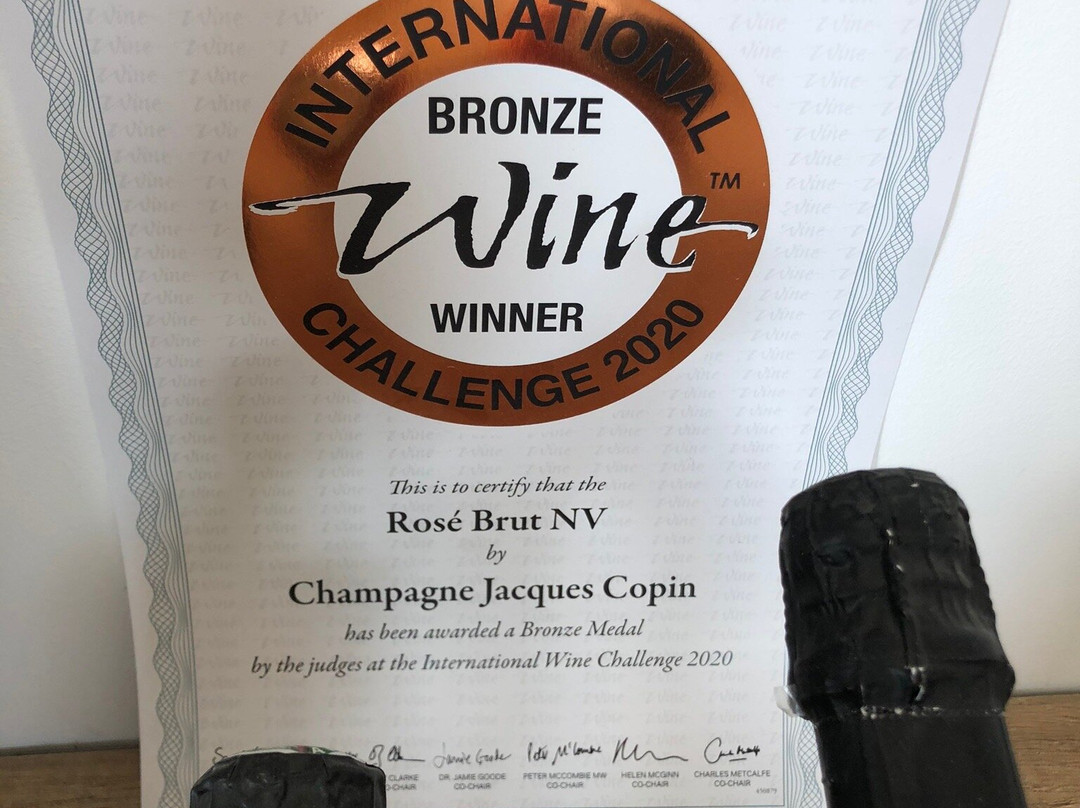 INTERNATIONAL
BRONZE
Wine
TM
WINNER
CHALLENGE 2020
This is to certify that the
Rosé Brut NV
by
Champagne Jacques Copin
has been awarded a Bronze Medal
by the judges at the International Wine Challenge 2020
CLARKE DR. JAMIE GOODE PETER MCCOMBIE MW HELEN MCGINN CHARLES METCALFE
CO-CHAIR CO-CHAIR CO-CHAIR CO-CHAIR